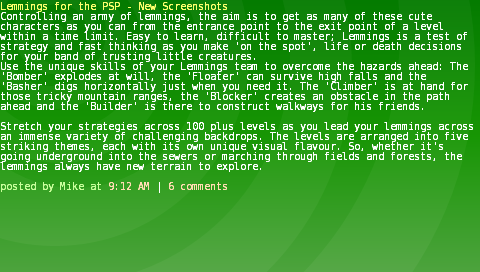 Lemmings for the PSP - New Screenshots
Controlling an army of lemmings, the aim is to get as many of these cute
characters as you can from the entrance point to the exit point of a level
within a time limit. Easy to learn, difficult to master; Lemmings is a test of
strategy and fast thinking as you make 'on the spot', life or death decisions
for your band of trusting little creatures.
Use the unique skills of your Lemmings team to overcome the hazards ahead: The
'Bomber' explodes at will, the 'Floater' can survive high falls and the
'Basher' digs horizontally just when you need it. The 'Climber' is at hand for
those tricky mountain ranges, the 'Blocker' creates an obstacle in the path
ahead and the 'Builder' is there to construct walkways for his friends.
Stretch your strategies across 100 plus levels as you lead your lemmings across
an immense variety of challenging backdrops. The levels are arranged into five
striking themes, each with its own unique visual flavour. So, whether it's
going underground into the sewers or marching through fields and forests, the
lemmings always have new terrain to explore.
posted by Mike at 9:12 AM | 6 comments